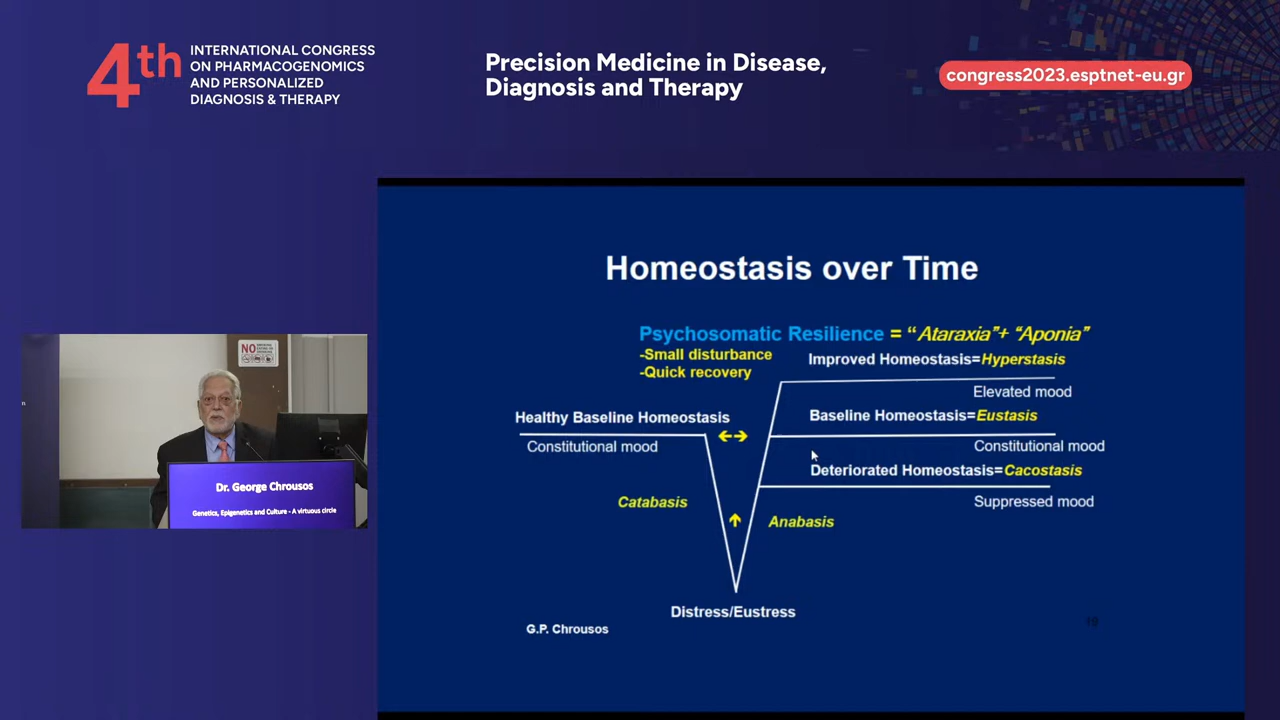 4th
INTERNATIONAL CONGRESS
ON PHARMACOGENOMICS
AND PERSONALIZED
DIAGNOSIS & THERAPY
Precision Medicine in Disease,
Diagnosis and Therapy
congress2023.esptnet-eu.gr
NO
Dr. George Chrousos
Genetics, Epigenetics and Culture - A virtuous circle
Homeostasis over Time
Psychosomatic Resilience = “Ataraxia”+ “Aponia”
-Small disturbance
-Quick recovery
Improved Homeostasis=Hyperstasis
Elevated mood
Healthy Baseline Homeostasis
Constitutional mood
Baseline Homeostasis=Eustasis
Constitutional mood
Deteriorated Homeostasis=Cacostasis
Suppressed mood
Catabasis
Anabasis
Distress/Eustress
G.P. Chrousos
19